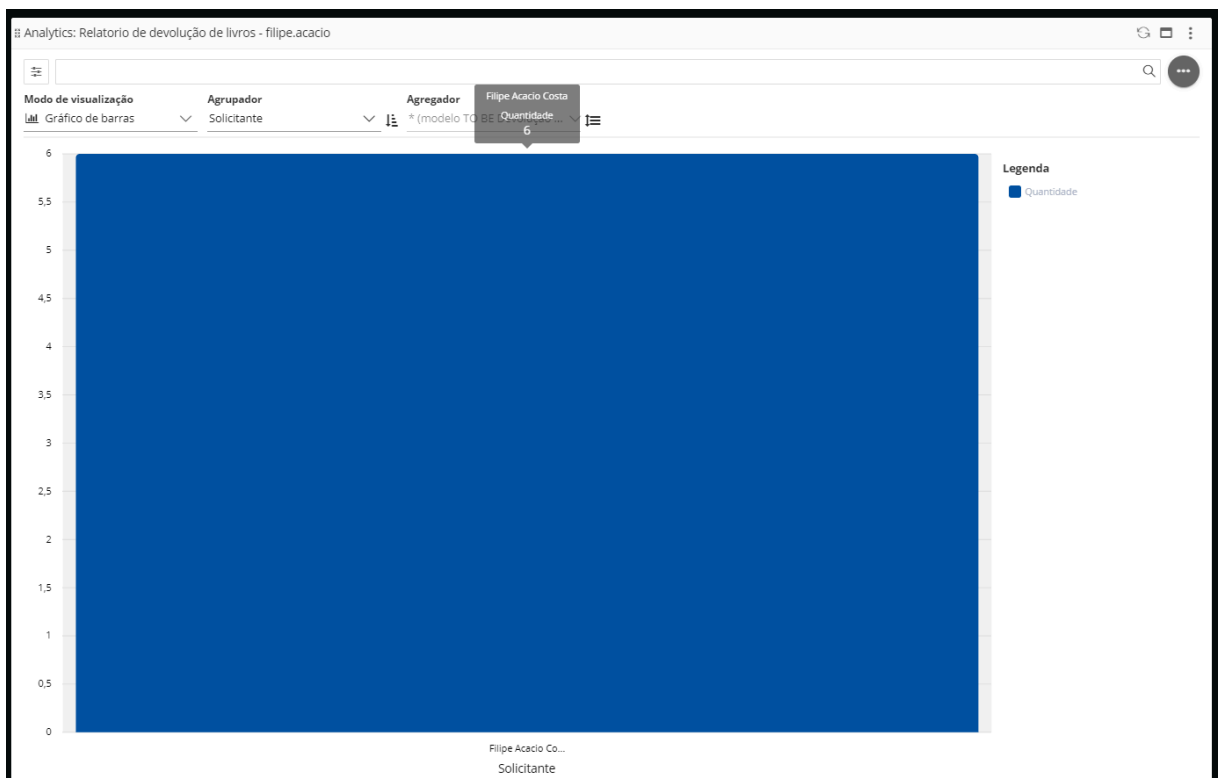 Analytics: Relatorio de devolução de livros - filipe.acacio
Modo de visualização
Agrupador
Agregador
Gráfico de barras
Solicitante
* (modelo TO BE
Filipe Acacio Costa
Quantidade
6
6
5,5
5
4,5
4
3,5
3
2,5
2
1,5
1
0,5
0
Legenda
Quantidade
Filipe Acacio Co...
Solicitante